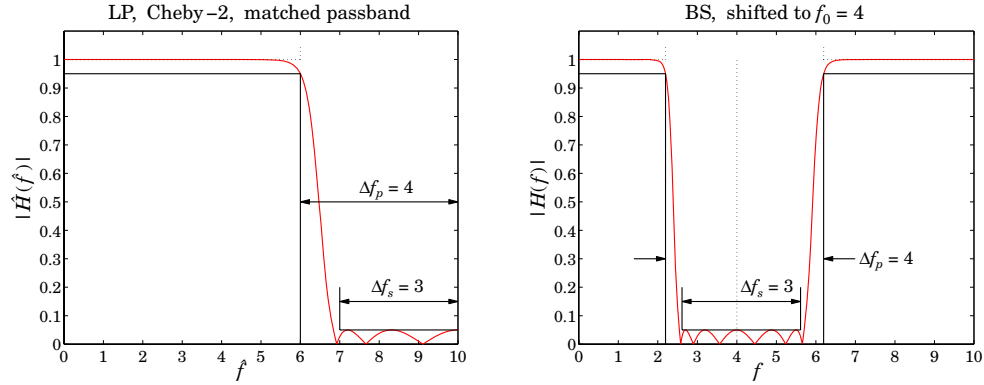 LP, Cheby−2, matched passband
1
0.9
0.8
0.7
0.6
0.5
0.4
0.3
0.2
0.1
0
|Ĥ(f̂)|
Δf_p = 4
Δf_s = 3
0 1 2 3 4 5 6 7 8 9 10
f̂
BS, shifted to f_0 = 4
1
0.9
0.8
0.7
0.6
0.5
0.4
0.3
0.2
0.1
0
|H(f)|
Δf_p = 4
Δf_s = 3
0 1 2 3 4 5 6 7 8 9 10
f